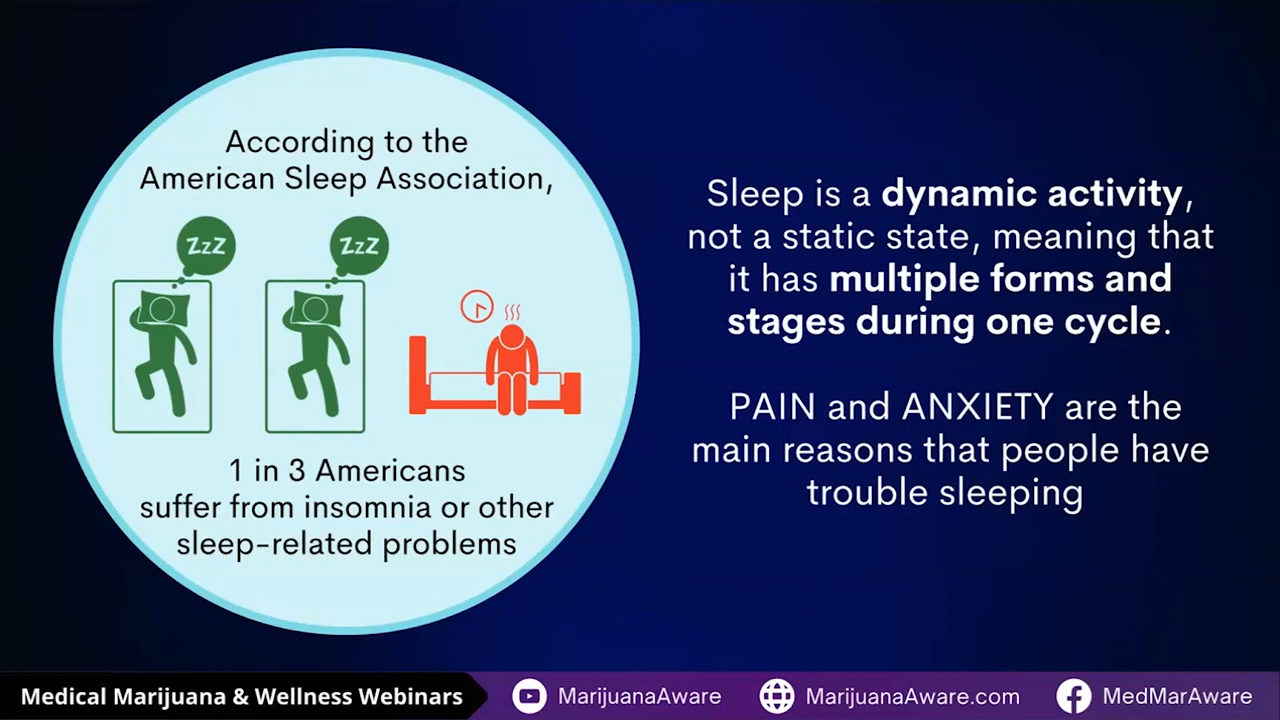 According to the
American Sleep Association,
ZzZ
ZzZ
1 in 3 Americans
suffer from insomnia or other
sleep-related problems
Sleep is a dynamic activity,
not a static state, meaning that
it has multiple forms and
stages during one cycle.
PAIN and ANXIETY are the
main reasons that people have
trouble sleeping
Medical Marijuana & Wellness Webinars
MarijuanaAware
MarijuanaAware.com
MedMarAware